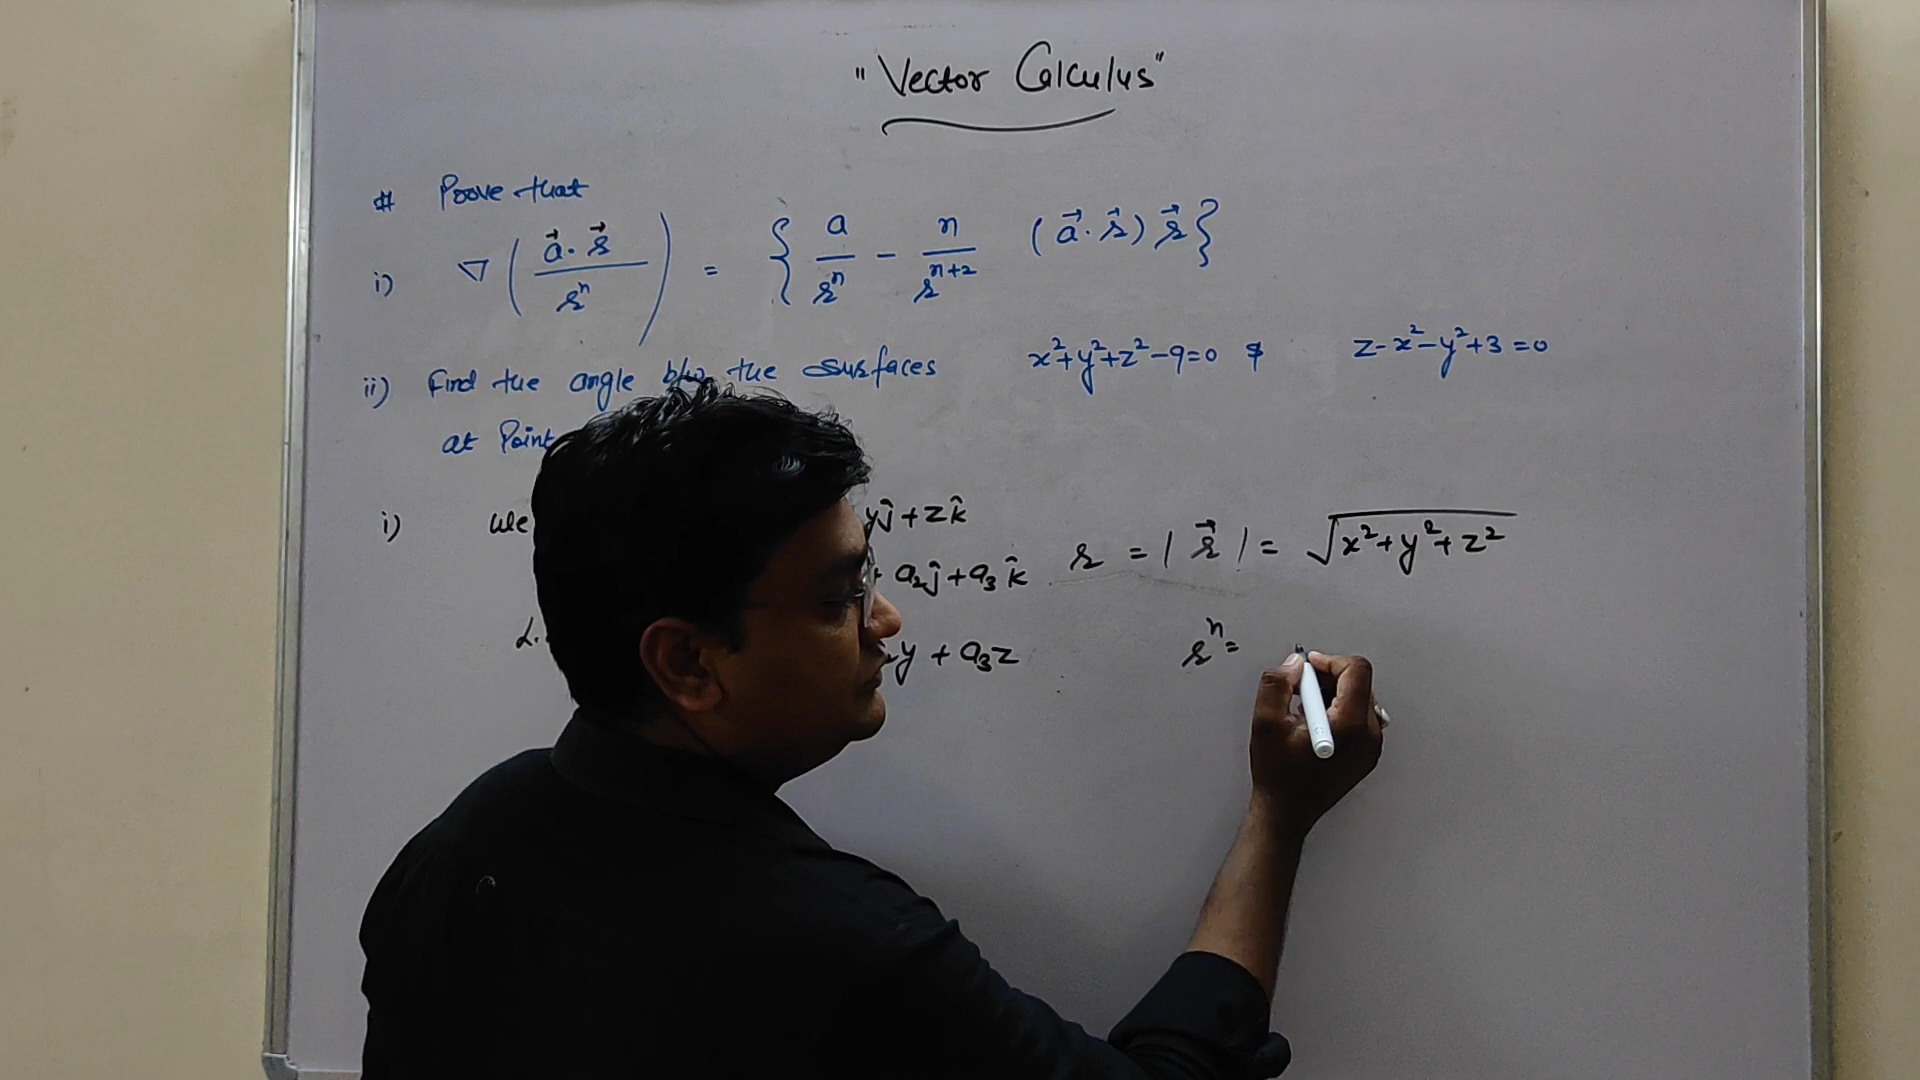 "Vector Calculus"
# Prove that
i) ∇ ( a⃗ · r⃗ / rⁿ ) = { a / rⁿ − n / rⁿ⁺² (a⃗ · r⃗) r⃗ }
ii) Find the angle b/w the surfaces x²+y²+z²−9=0 & z−x²−y²+3=0
at Point
i) We yĵ+zk̂
+ a₂ĵ+a₃k̂ r = |r⃗| = √x²+y²+z²
L. y + a₃z rⁿ=